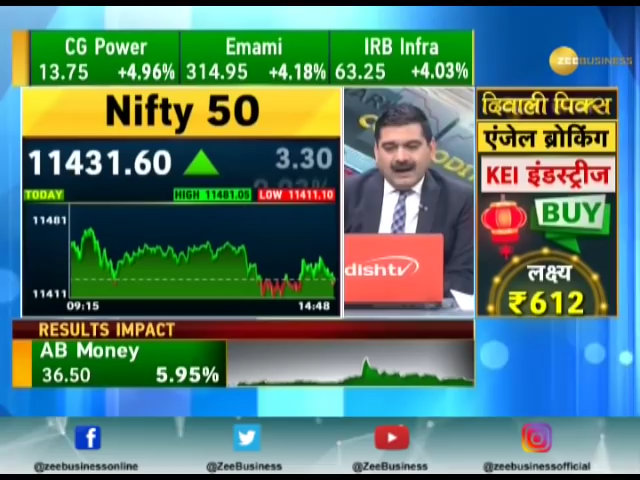 CG Power
13.75 +4.96%
Emami
314.95 +4.18%
IRB Infra
63.25 +4.03%
ZEEBUSINESS
Nifty 50
11431.60 3.30
TODAY
HIGH 11481.05
LOW 11411.10
11481
11411
09:15
14:48
dishtv
दिवाली पिक्स
एंजेल ब्रोकिंग
KEI इंडस्ट्रीज
BUY
लक्ष्य
₹612
RESULTS IMPACT
AB Money
36.50 5.95%
@zeebusinessonline
@ZeeBusiness
@ZeeBusiness
@zeebusinessofficial